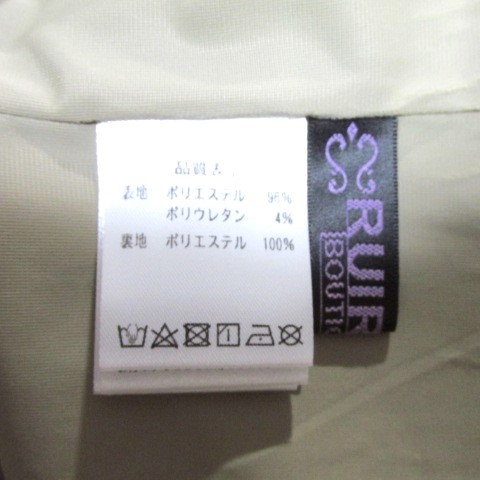 品質表示
表地 ポリエステル 96%
ポリウレタン 4%
裏地 ポリエステル 100%
RUIR
BOUTI